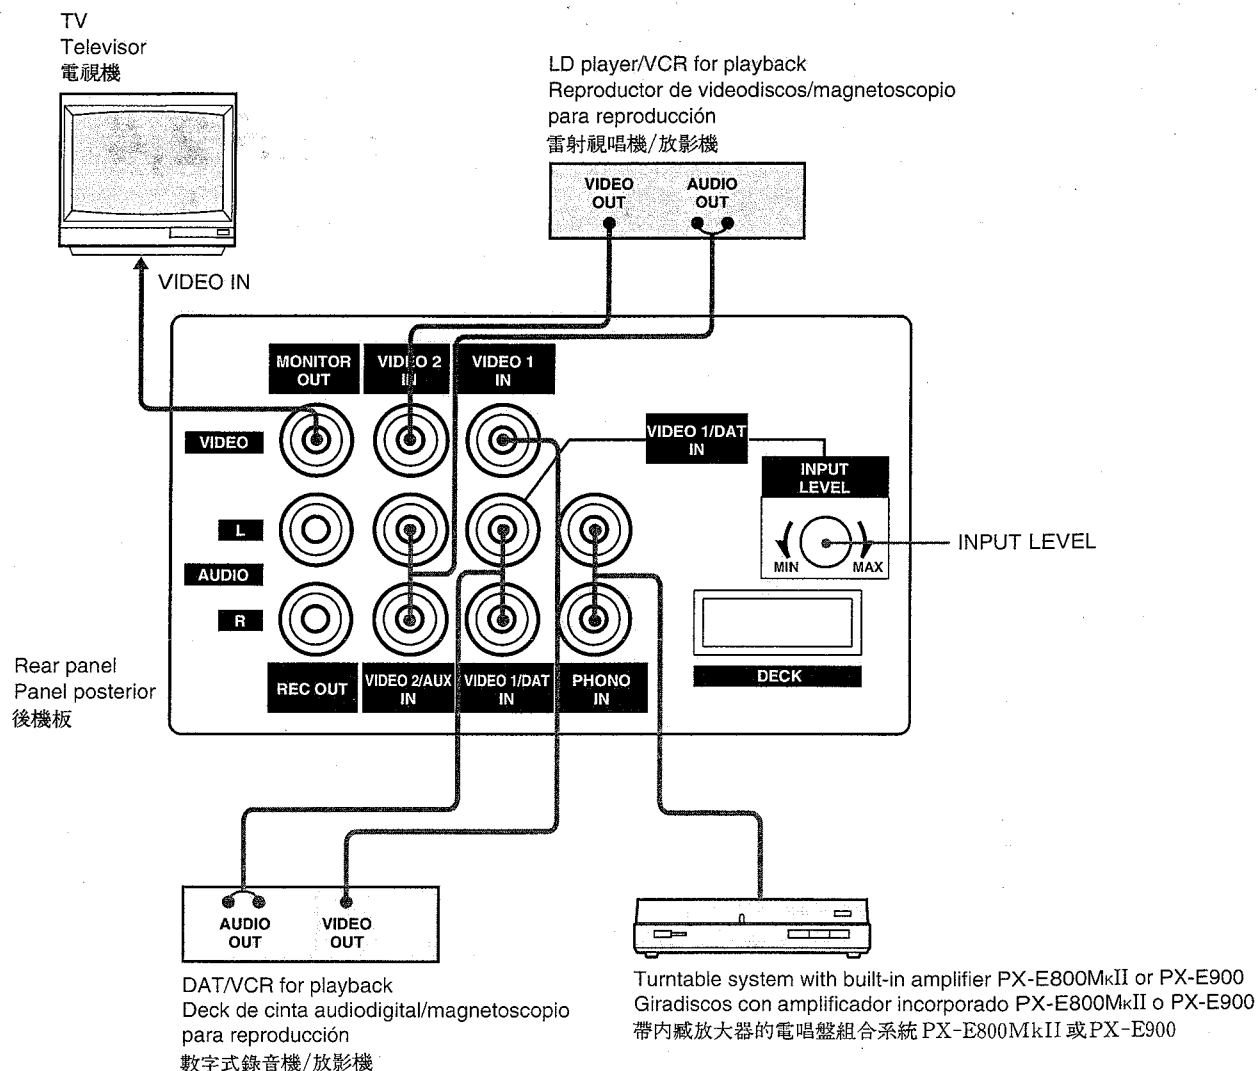 TV
Televisor
電視機
LD player/VCR for playback
Reproductor de videodiscos/magnetoscopio
para reproducción
雷射視唱機/放影機
VIDEO
OUT
AUDIO
OUT
VIDEO IN
MONITOR
OUT
VIDEO 2
IN
VIDEO 1
IN
VIDEO
VIDEO 1/DAT
IN
INPUT
LEVEL
L
INPUT LEVEL
MIN
MAX
AUDIO
R
Rear panel
Panel posterior
後機板
REC OUT
VIDEO 2/AUX
IN
VIDEO 1/DAT
IN
PHONO
IN
DECK
AUDIO
OUT
VIDEO
OUT
DAT/VCR for playback
Deck de cinta audiodigital/magnetoscopio
para reproducción
數字式錄音機/放影機
Turntable system with built-in amplifier PX-E800MKII or PX-E900
Giradiscos con amplificador incorporado PX-E800MKII o PX-E900
帶内臧放大器的電唱盤組合系統 PX-E800MkII 或PX-E900